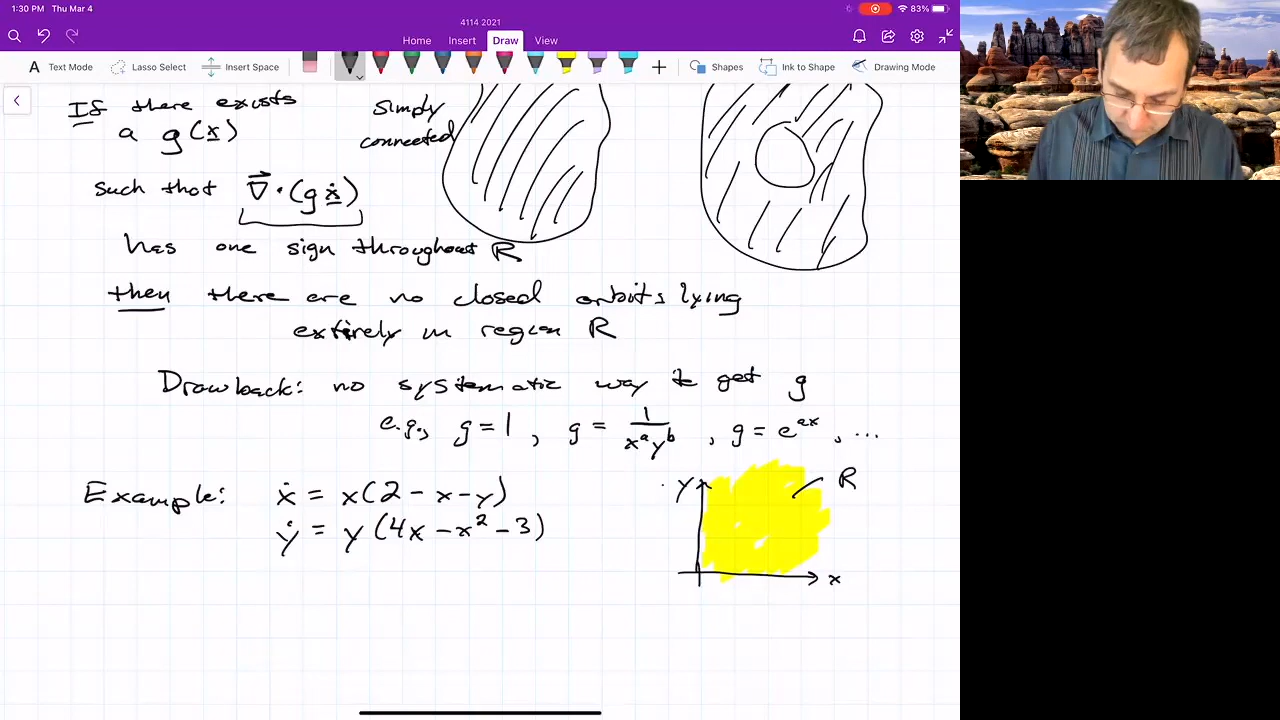 1:30 PM Thu Mar 4
83%
4114 2021
Home Insert Draw View
Text Mode Lasso Select Insert Space Shapes Ink to Shape Drawing Mode
If there exists
a g(x)
simply
connected
such that ∇⃗·(g ẋ)
has one sign throughout R
then there are no closed orbits lying
entirely in region R
Drawback: no systematic way to get g
e.g., g = 1, g = 1/(xᵃyᵇ), g = eᵃˣ, ...
Example: ẋ = x(2 - x - y)
ẏ = y(4x - x² - 3)
y R
x